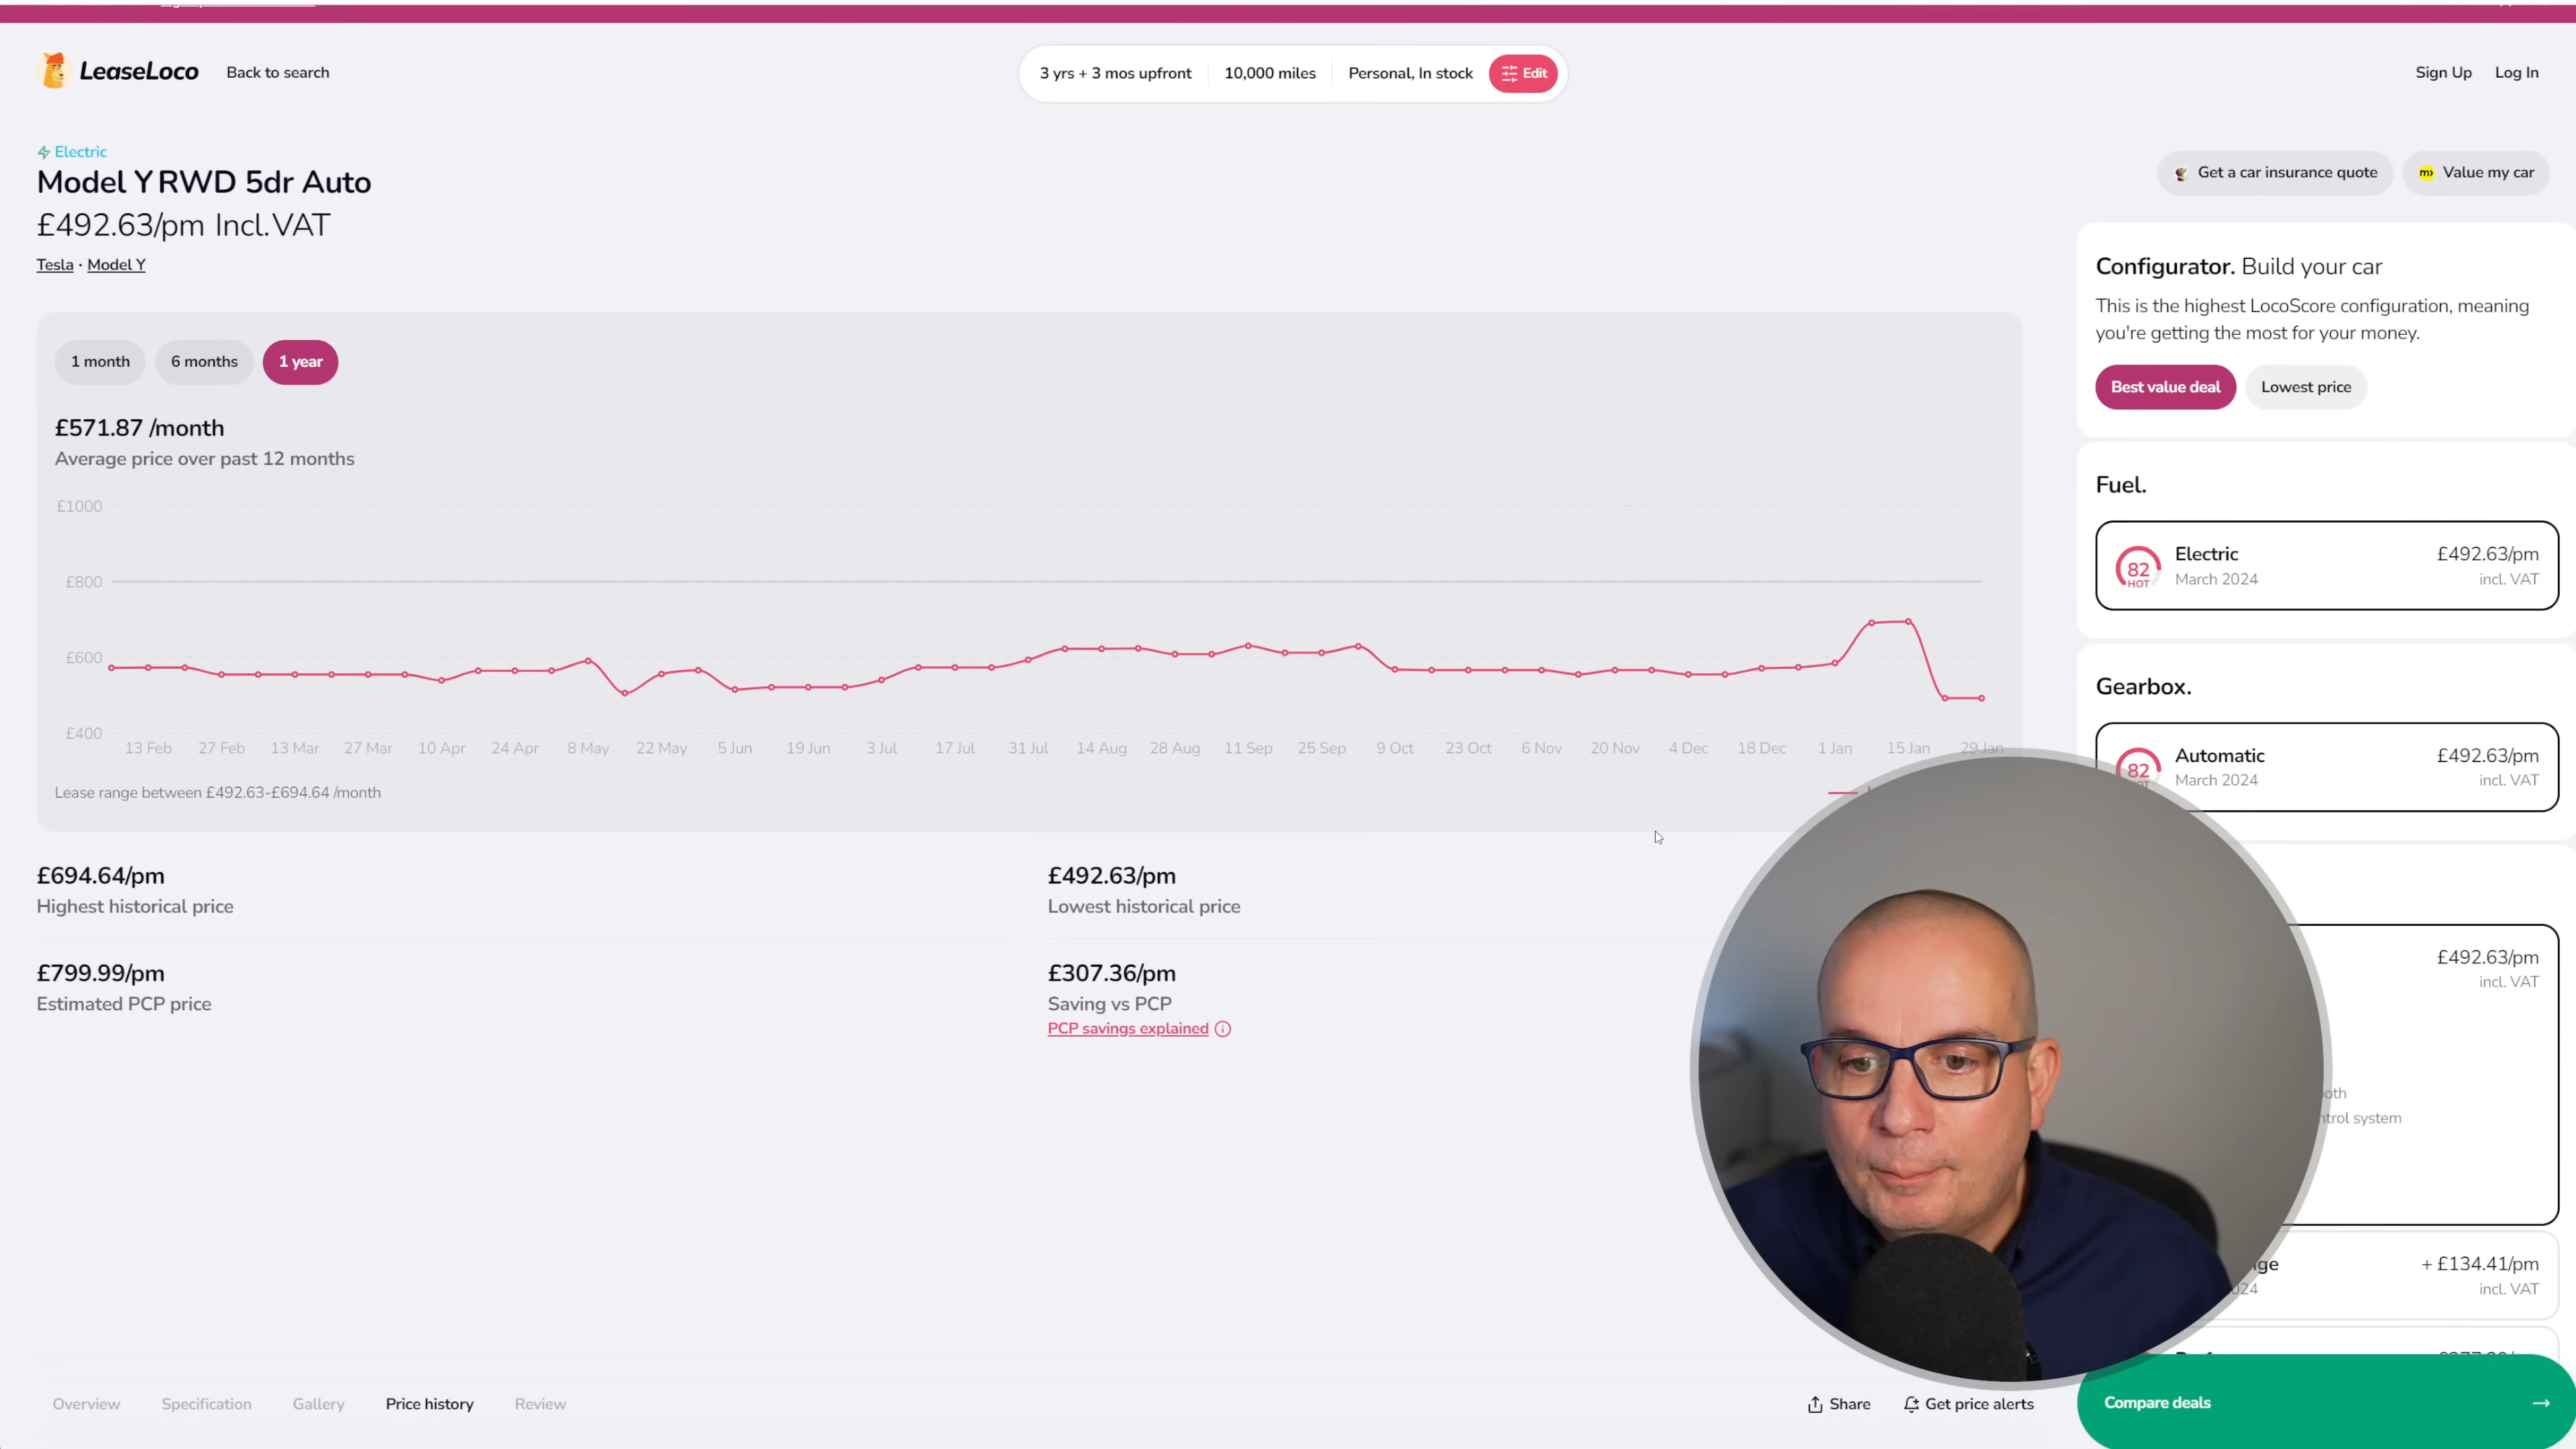 LeaseLoco
Back to search
3 yrs + 3 mos upfront
10,000 miles
Personal, In stock
Edit
Sign Up
Log In
Electric
Model Y RWD 5dr Auto
£492.63/pm Incl.VAT
Tesla · Model Y
Get a car insurance quote
Value my car
1 month
6 months
1 year
£571.87 /month
Average price over past 12 months
£1000
£800
£600
£400
13 Feb
27 Feb
13 Mar
27 Mar
10 Apr
24 Apr
8 May
22 May
5 Jun
19 Jun
3 Jul
17 Jul
31 Jul
14 Aug
28 Aug
11 Sep
25 Sep
9 Oct
23 Oct
6 Nov
20 Nov
4 Dec
18 Dec
1 Jan
15 Jan
29 Jan
Lease range between £492.63-£694.64 /month
£694.64/pm
Highest historical price
£492.63/pm
Lowest historical price
£799.99/pm
Estimated PCP price
£307.36/pm
Saving vs PCP
PCP savings explained
Configurator. Build your car
This is the highest LocoScore configuration, meaning
you're getting the most for your money.
Best value deal
Lowest price
Fuel.
82
HOT
Electric
March 2024
£492.63/pm
incl. VAT
Gearbox.
82
Automatic
March 2024
£492.63/pm
incl. VAT
£492.63/pm
incl. VAT
system
+ £134.41/pm
incl. VAT
Overview
Specification
Gallery
Price history
Review
Share
Get price alerts
Compare deals